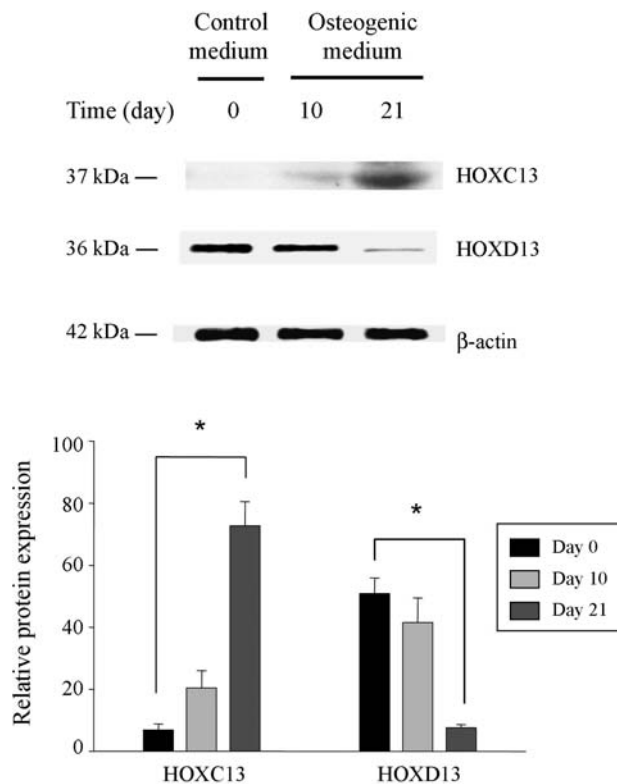 Control Osteogenic
medium medium
Time (day) 0 10 21
37 kDa — HOXC13
36 kDa — HOXD13
42 kDa — β-actin
Relative protein expression
100
80
60
40
20
0
*
*
HOXC13 HOXD13
Day 0
Day 10
Day 21